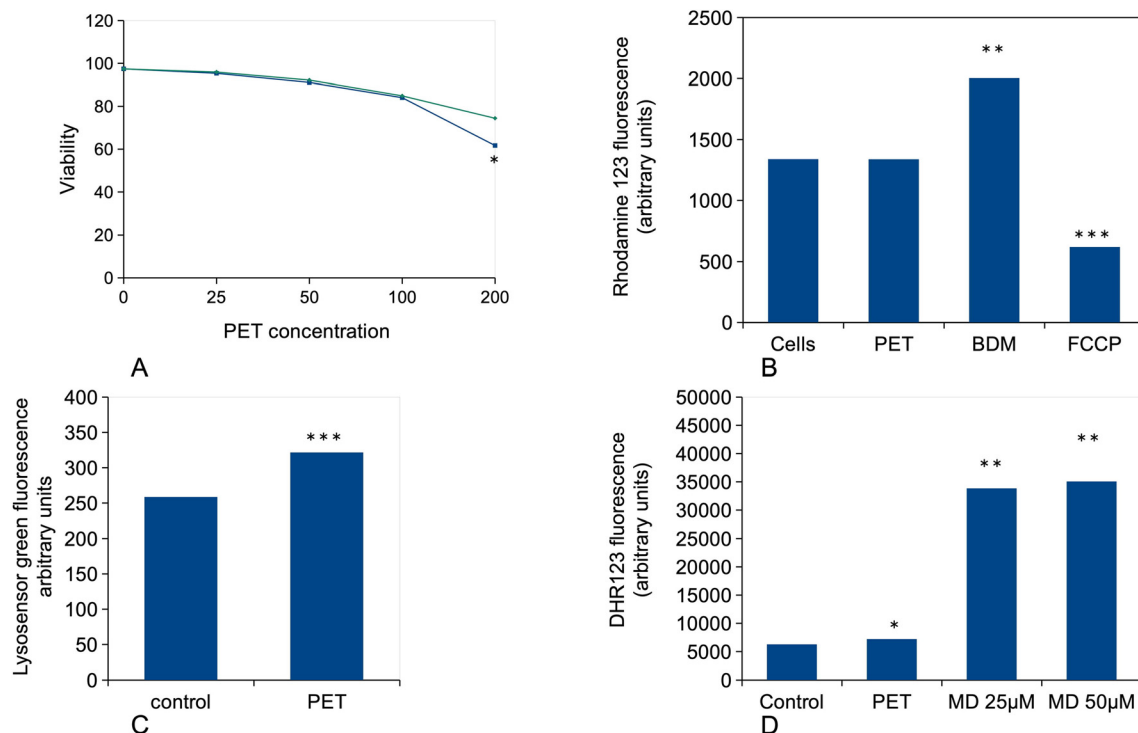 120
100
80
60
40
20
0
Viability
*
0 25 50 100 200
PET concentration
A
2500
2000
1500
1000
500
0
Rhodamine 123 fluorescence
(arbitrary units)
**
***
Cells PET BDM FCCP
B
400
350
300
250
200
150
100
50
0
Lysosensor green fluorescence
arbitrary units
***
control PET
C
50000
45000
40000
35000
30000
25000
20000
15000
10000
5000
0
DHR123 fluorescence
(arbitrary units)
*
**
**
Control PET MD 25µM MD 50µM
D